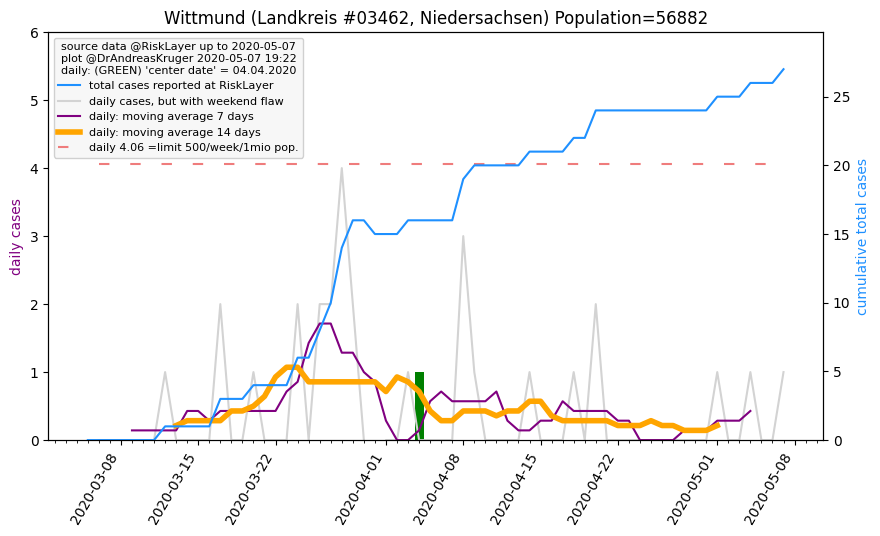 Wittmund (Landkreis #03462, Niedersachsen) Population=56882
source data @RiskLayer up to 2020-05-07
plot @DrAndreasKruger 2020-05-07 19:22
daily: (GREEN) 'center date' = 04.04.2020
total cases reported at RiskLayer
daily cases, but with weekend flaw
daily: moving average 7 days
daily: moving average 14 days
daily 4.06 =limit 500/week/1mio pop.
daily cases
6
5
4
3
2
1
0
cumulative total cases
25
20
15
10
5
0
2020-03-08
2020-03-15
2020-03-22
2020-04-01
2020-04-08
2020-04-15
2020-04-22
2020-05-01
2020-05-08